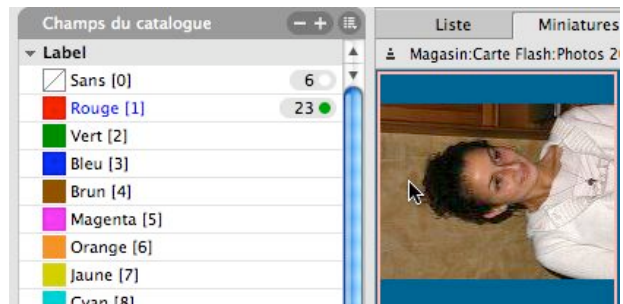 Champs du catalogue
Label
Sans [0] 6
Rouge [1] 23
Vert [2]
Bleu [3]
Brun [4]
Magenta [5]
Orange [6]
Jaune [7]
Cyan [8]
Liste Miniatures
Magasin:Carte Flash:Photos 2